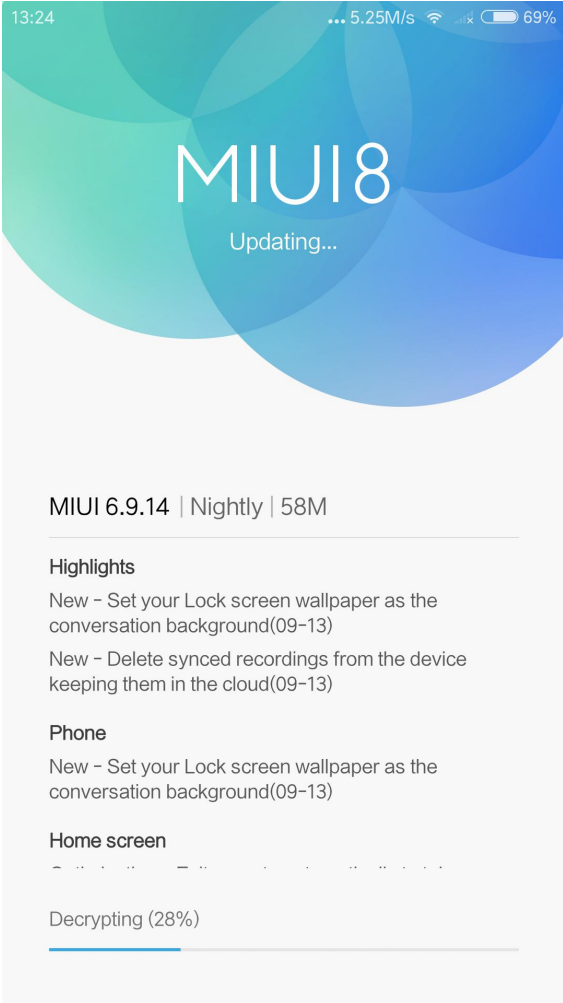 13:24
... 5.25M/s
69%
MIUI8
Updating...
MIUI 6.9.14 | Nightly | 58M
Highlights
New - Set your Lock screen wallpaper as the
conversation background(09-13)
New - Delete synced recordings from the device
keeping them in the cloud(09-13)
Phone
New - Set your Lock screen wallpaper as the
conversation background(09-13)
Home screen
Decrypting (28%)